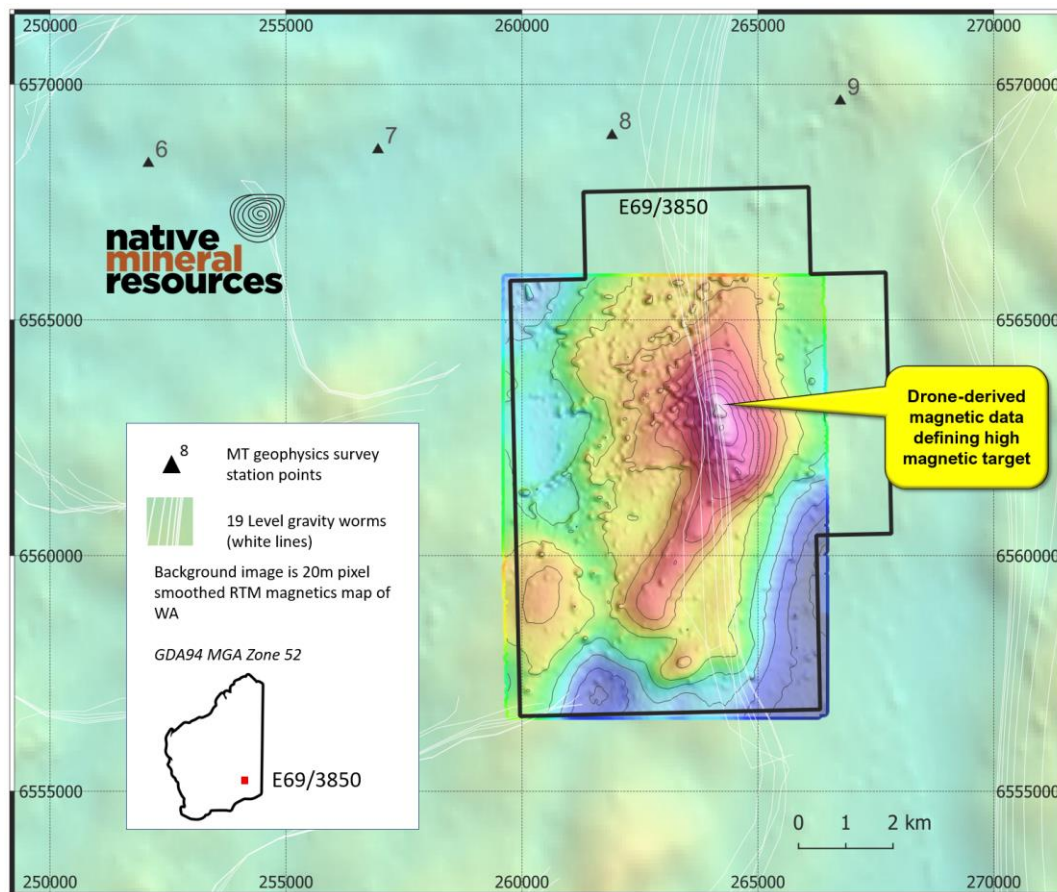 250000 255000 260000 265000 270000
6570000 6570000
9
8
7
6
E69/3850
native
mineral
resources
6565000 6565000
Drone-derived
magnetic data
defining high
magnetic target
8 MT geophysics survey
station points
19 Level gravity worms
(white lines)
6560000 6560000
Background image is 20m pixel
smoothed RTM magnetics map of
WA
GDA94 MGA Zone 52
E69/3850
6555000 6555000
0 1 2 km
250000 255000 260000 265000 270000